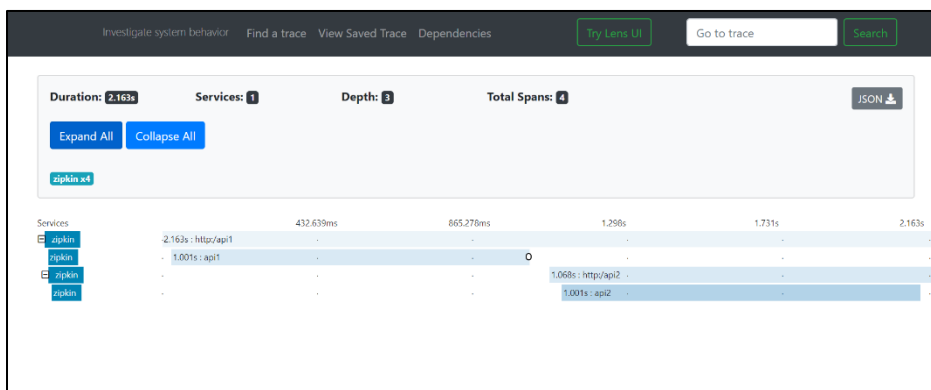 Investigate system behavior Find a trace View Saved Trace Dependencies Try Lens UI Go to trace Search
Duration: 2.163s Services: 1 Depth: 3 Total Spans: 4 JSON
Expand All Collapse All
zipkin x4
Services 432.639ms 865.278ms 1.298s 1.731s 2.163s
zipkin 2.163s : http:/api1
zipkin 1.001s : api1
zipkin 1.068s : http:/api2
zipkin 1.001s : api2